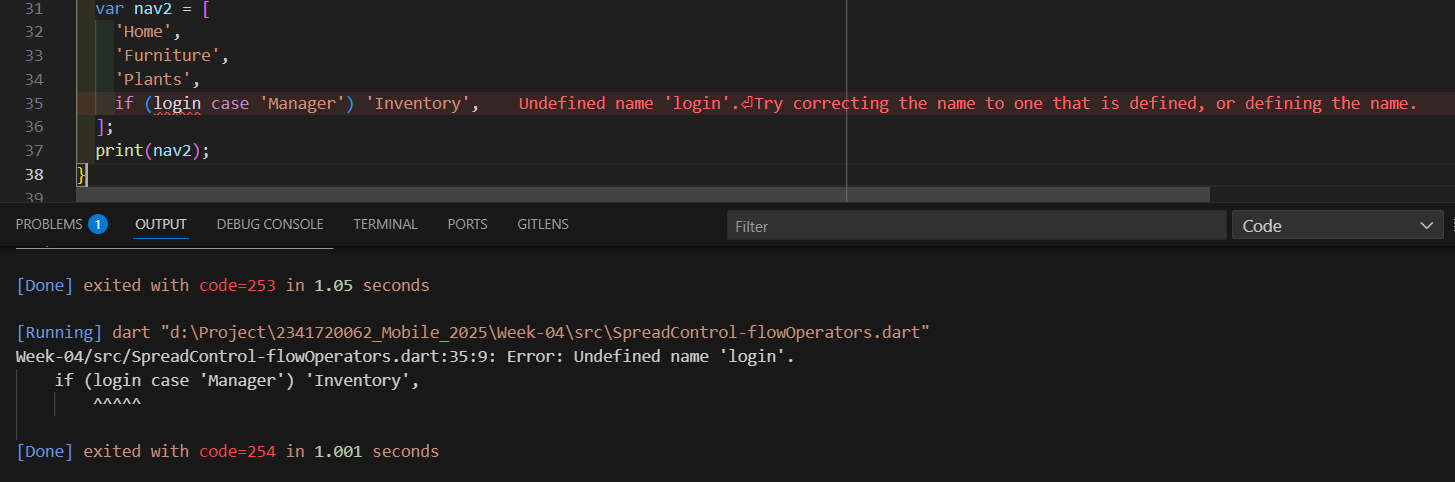 31 var nav2 = [
32 'Home',
33 'Furniture',
34 'Plants',
35 if (login case 'Manager') 'Inventory', Undefined name 'login'.⏎Try correcting the name to one that is defined, or defining the name.
36 ];
37 print(nav2);
38 }
39
PROBLEMS 1 OUTPUT DEBUG CONSOLE TERMINAL PORTS GITLENS Filter Code
[Done] exited with code=253 in 1.05 seconds
[Running] dart "d:\Project\2341720062_Mobile_2025\Week-04\src\SpreadControl-flowOperators.dart"
Week-04/src/SpreadControl-flowOperators.dart:35:9: Error: Undefined name 'login'.
if (login case 'Manager') 'Inventory',
^^^^^
[Done] exited with code=254 in 1.001 seconds